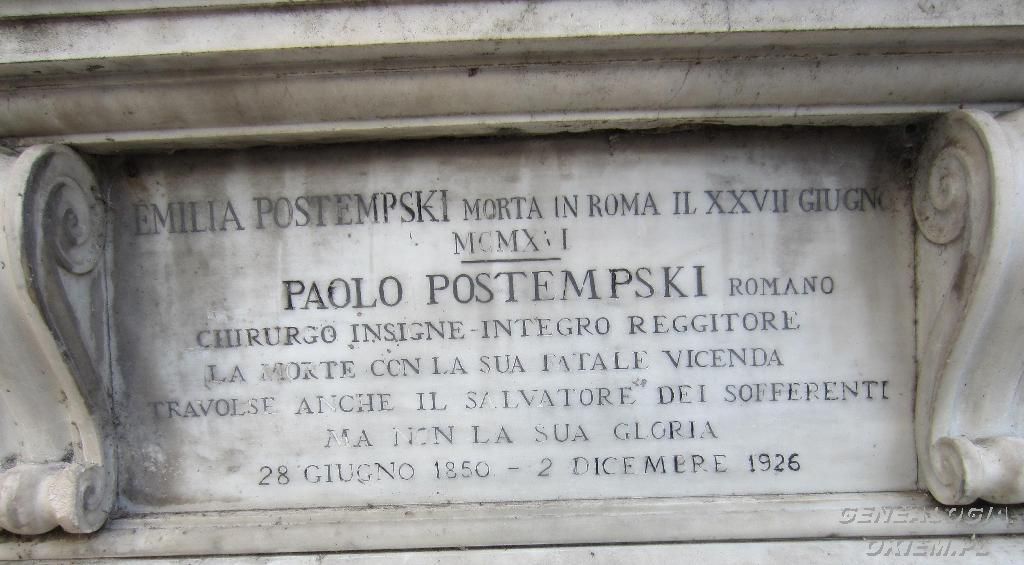 EMILIA POSTEMPSKI MORTA IN ROMA IL XXVII GIUGNO
PAOLO POSTEMPSKI ROMANO
CHIRURGO INSIGNE-INTEGRO REGGITORE
LA MORTE CON LA SUA FATALE VICENDA
TRAVOLSE ANCHE IL SALVATORE DEI SOFFERENTI
MA NON LA SUA GLORIA
28 GIUGNO 1850 - 2 DICEMBRE 1926
GENEALOGIA
OKIEM.PL